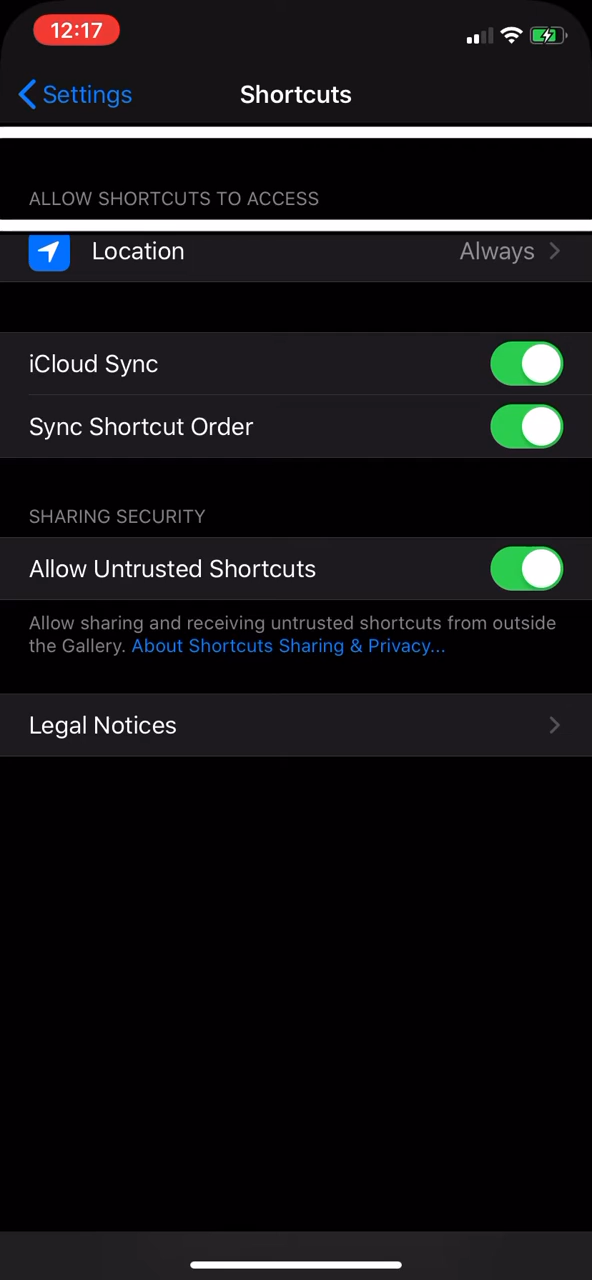 12:17
Settings
Shortcuts
ALLOW SHORTCUTS TO ACCESS
Location
Always
iCloud Sync
Sync Shortcut Order
SHARING SECURITY
Allow Untrusted Shortcuts
Allow sharing and receiving untrusted shortcuts from outside
the Gallery. About Shortcuts Sharing & Privacy...
Legal Notices